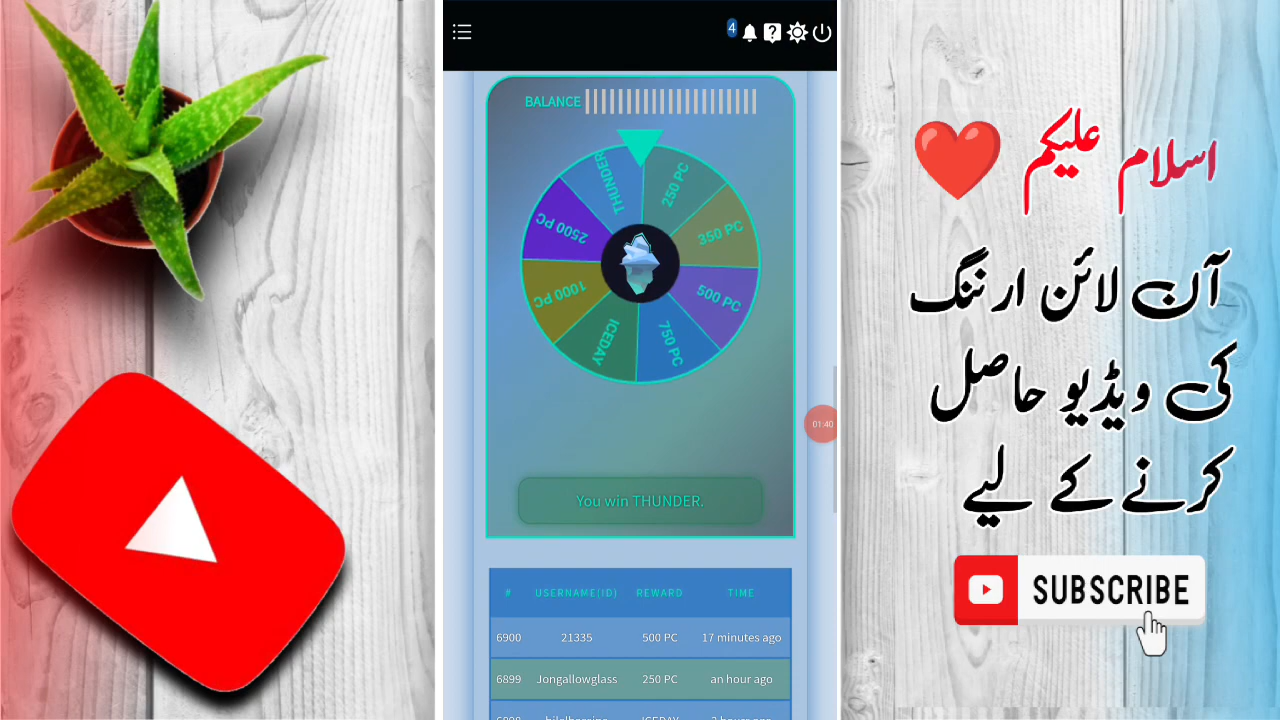 4
BALANCE
THUNDER
250 PC
350 PC
500 PC
750 PC
ICEDAY
1000 PC
2500 PC
01:40
You win THUNDER.
# USERNAME(ID) REWARD TIME
6900 21335 500 PC 17 minutes ago
6899 Jongallowglass 250 PC an hour ago
اسلام علیکم
آن لائن ارننگ
کی ویڈیو حاصل
کرنے کے لیے
SUBSCRIBE